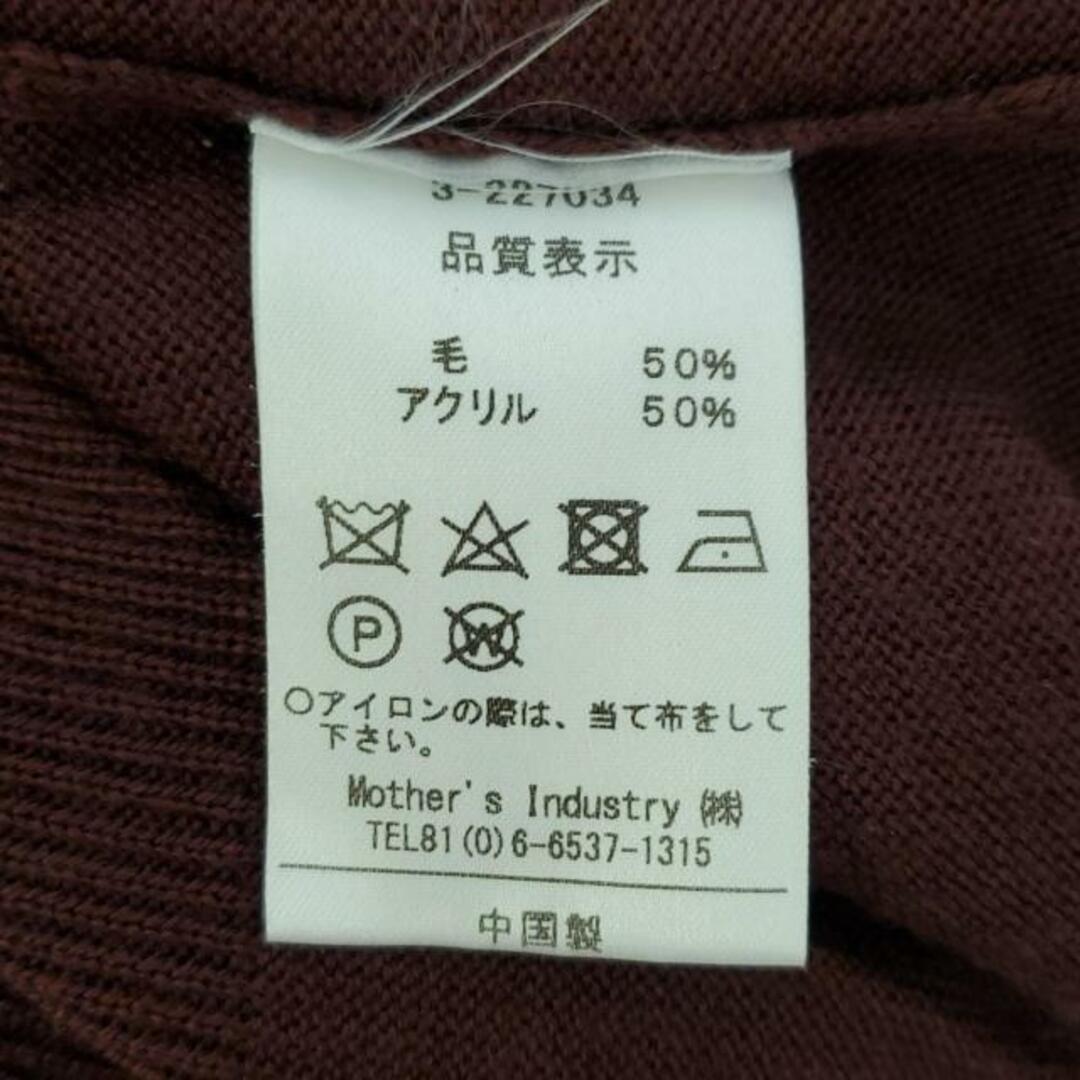 3-227034
品質表示
毛 50%
アクリル 50%
P W
○アイロンの際は、当て布をして
下さい。
Mother's Industry ㈱
TEL81(0)6-6537-1315
中国製